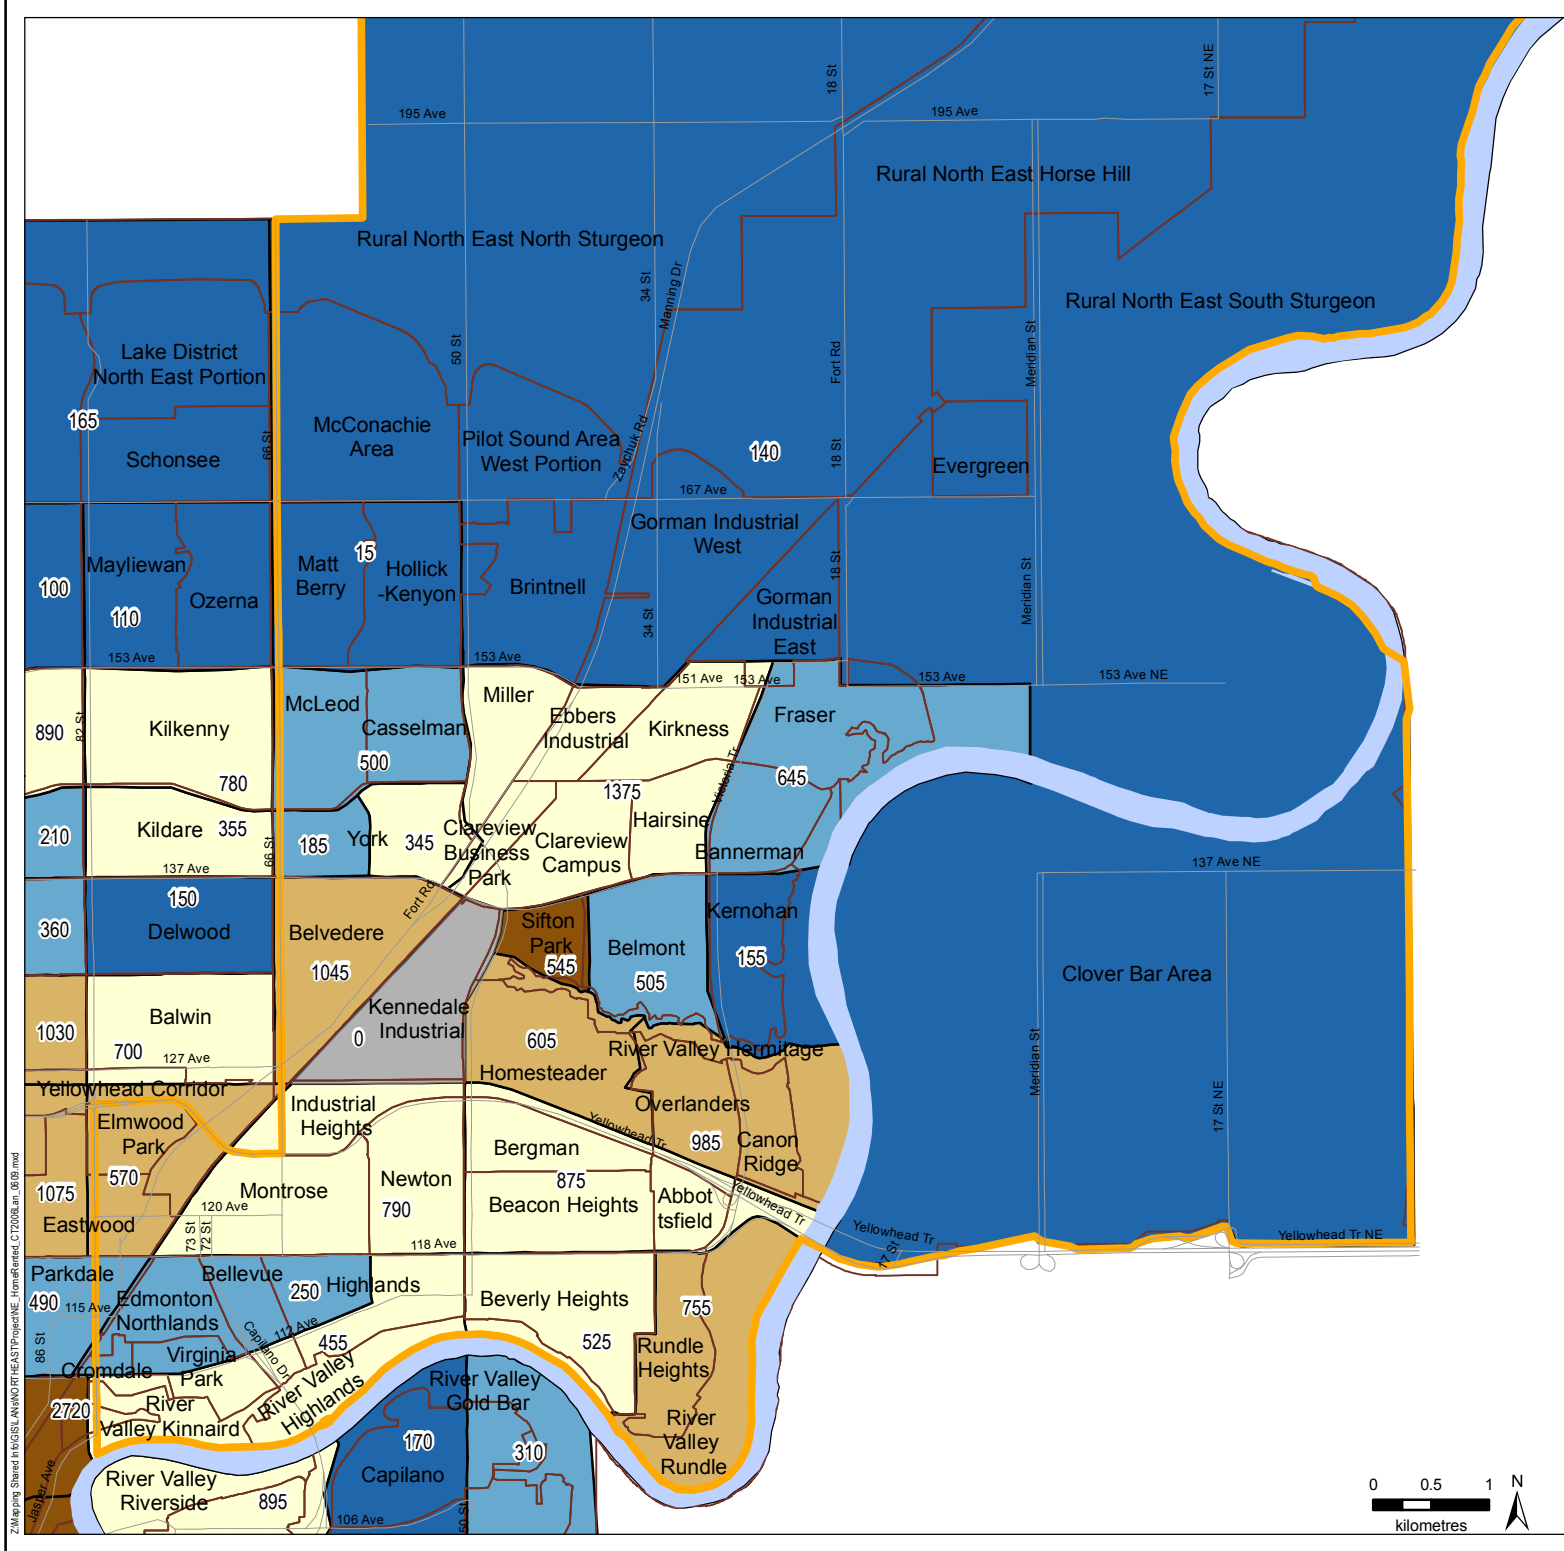 195 Ave
18 St
195 Ave
17 St NE
Rural North East Horse Hill
Rural North East North Sturgeon
34 St
Manning Dr
Rural North East South Sturgeon
Lake District
North East Portion
50 St
Fort Rd
Meridian St
165
Schonsee
66 St
McConachie
Area
Pilot Sound Area
West Portion
Zaychuk Rd
140
18 St
Evergreen
167 Ave
Gorman Industrial
West
100
Mayliewan
110
Ozerna
Matt
Berry
15
Hollick
-Kenyon
Brintnell
34 St
Gorman
Industrial
East
18 St
Meridian St
153 Ave
153 Ave
151 Ave
153 Ave
153 Ave
153 Ave NE
890
82 St
Kilkenny
780
McLeod
Casselman
500
Miller
Ebbers
Industrial
Kirkness
Fraser
645
Victoria Tr
1375
210
Kildare
355
66 St
137 Ave
185
York
345
Clareview
Business
Park
Clareview
Campus
Hairsine
Bannerman
137 Ave NE
360
150
Delwood
Belvedere
1045
Fort Rd
Sifton
Park
545
Belmont
505
Kernohan
155
Clover Bar Area
1030
Balwin
700
127 Ave
Kennedale
Industrial
0
605
Homesteader
River Valley Hermitage
Meridian St
17 St NE
Yellowhead Corridor
Elmwood
Park
570
Industrial
Heights
Overlanders
985
Canon
Ridge
Yellowhead Tr
Bergman
875
Beacon Heights
Abbot
tsfield
Yellowhead Tr
1075
Eastwood
Montrose
120 Ave
73 St
72 St
Newton
790
118 Ave
Yellowhead Tr
17 St
Yellowhead Tr NE
Parkdale
490
115 Ave
86 St
Edmonton
Northlands
Bellevue
250
Highlands
112 Ave
Capilano Dr
455
Beverly Heights
525
755
Rundle
Heights
Cromdale
Virginia
Park
2720
River
Valley Kinnaird
River Valley
Highlands
River Valley
Gold Bar
170
Capilano
310
River
Valley
Rundle
Jasper Ave
River Valley
Riverside
895
106 Ave
50 St
0 0.5 1
kilometres
N
Z:\Mapping Shared Info\GIS\LANs\NORTHEAST\Project\NE_HomeRented_CT2006Lan_0609.mxd